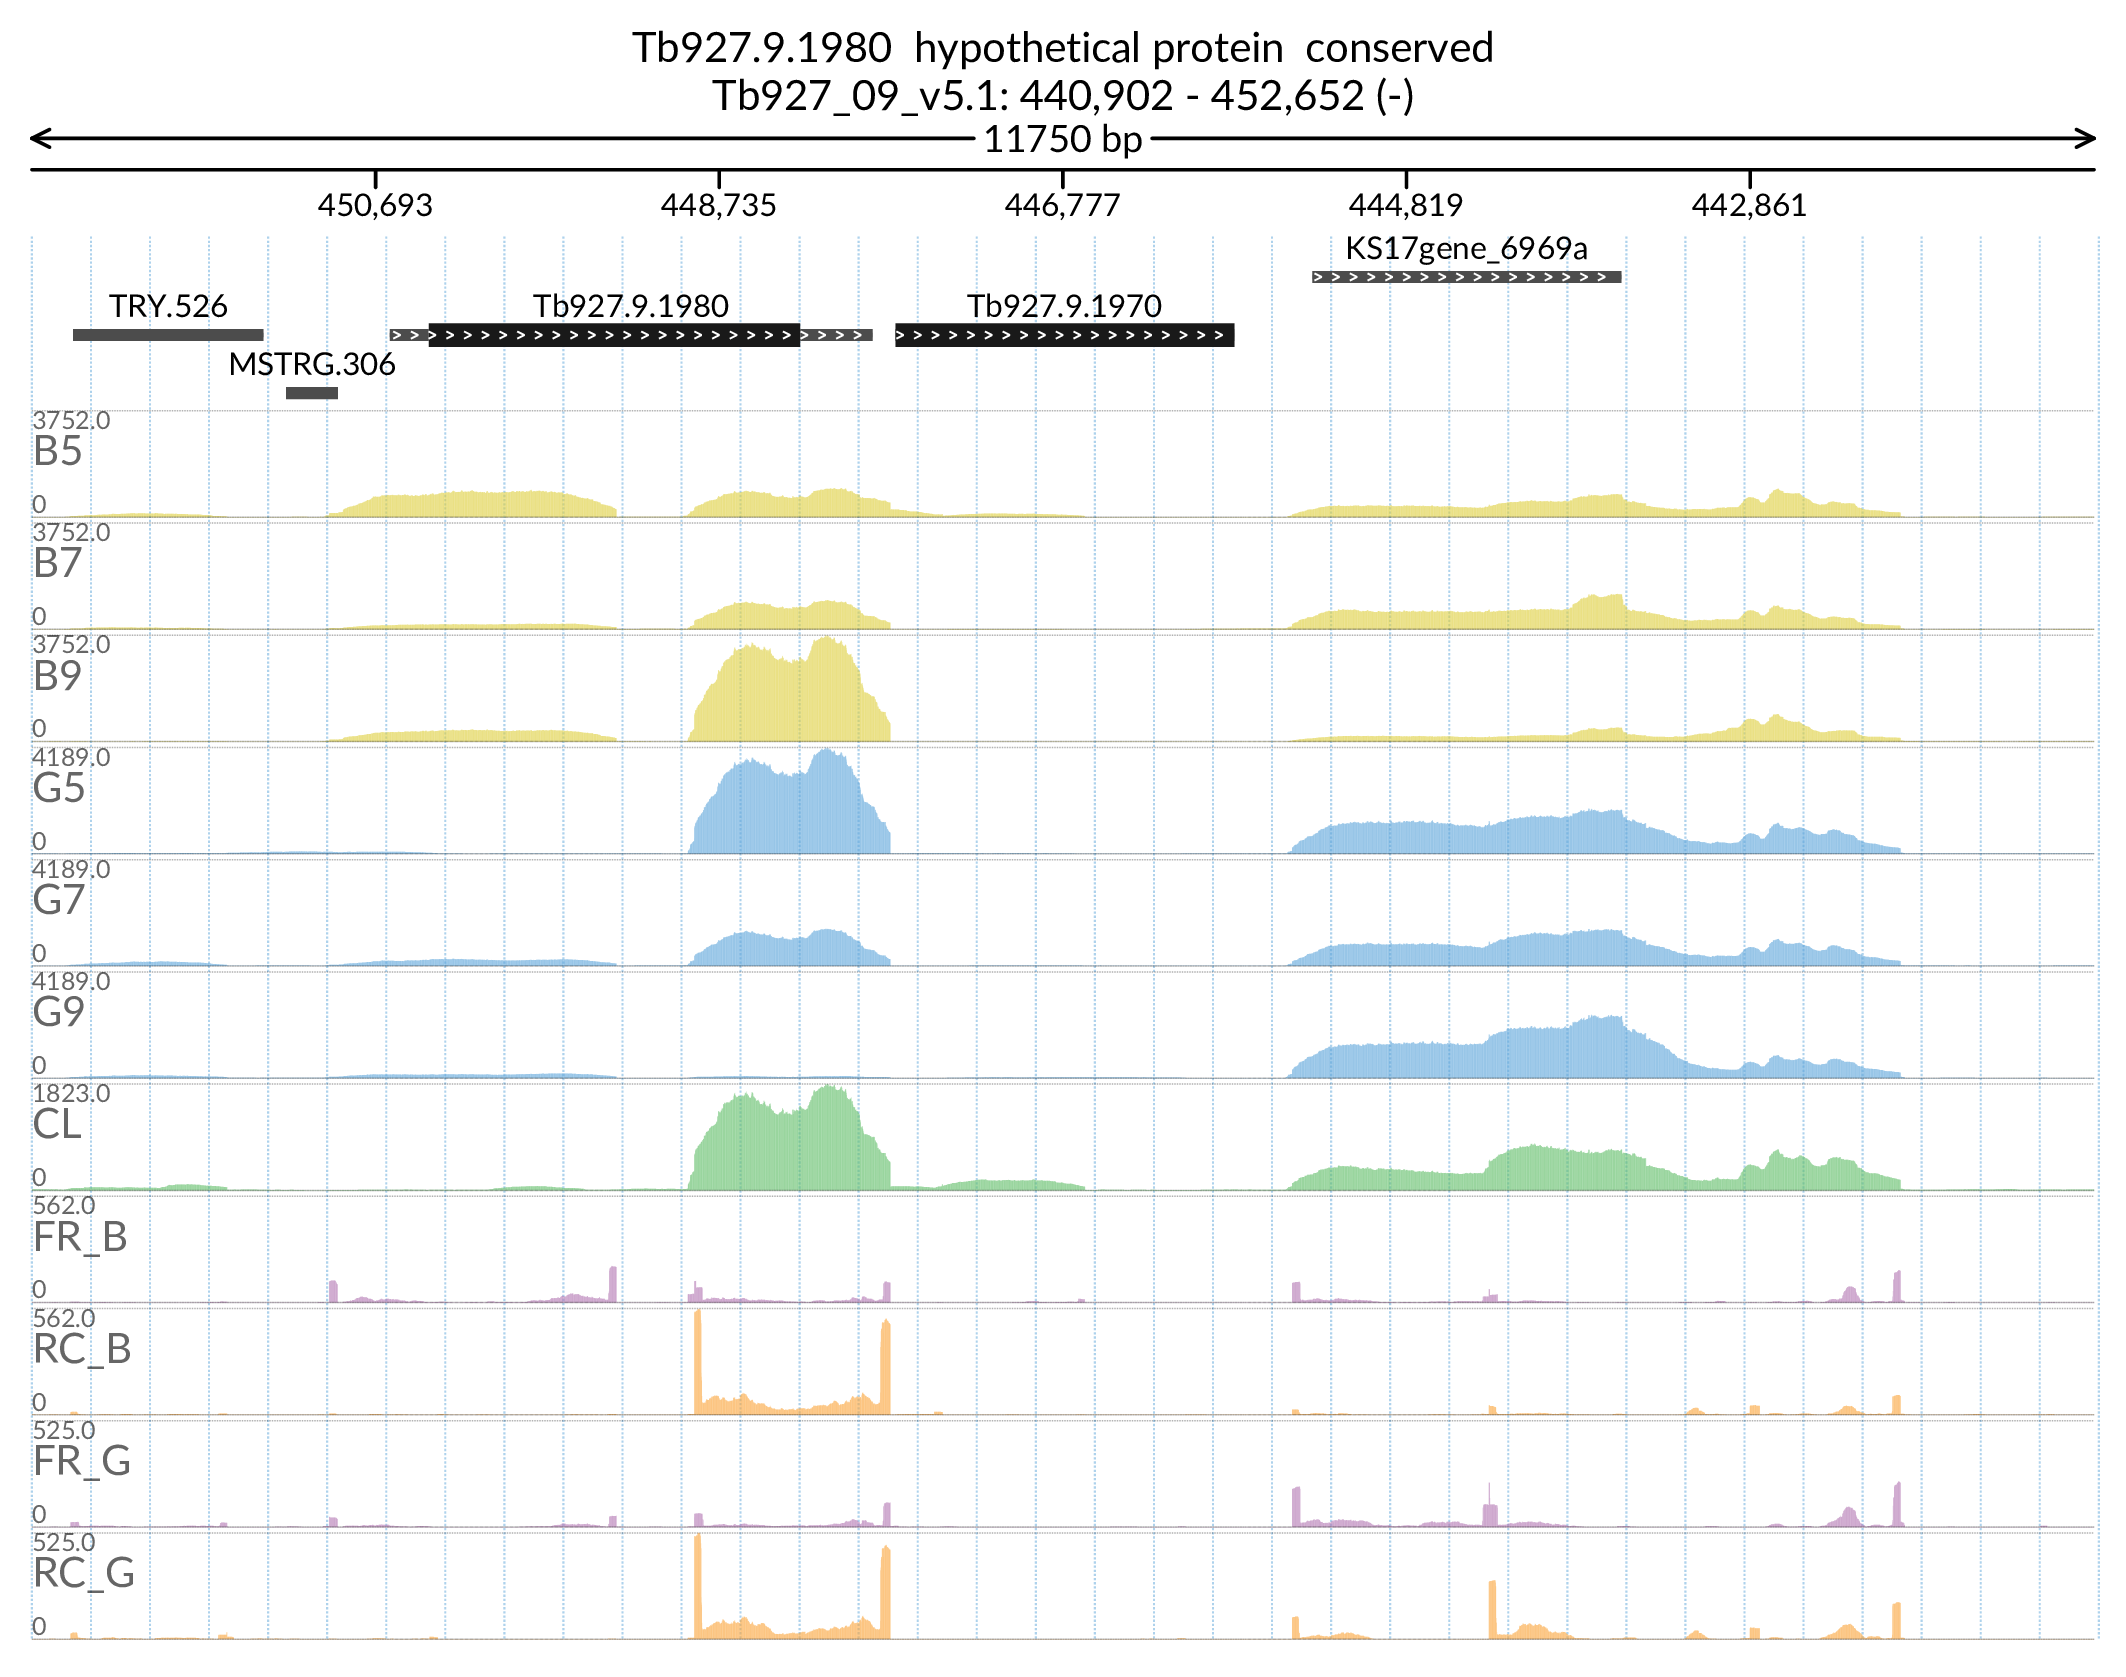 Tb927.9.1980  hypothetical protein  conserved
Tb927_09_v5.1: 440,902 - 452,652 (-)
11750 bp
450,693 448,735 446,777 444,819 442,861
KS17gene_6969a
TRY.526 Tb927.9.1980 Tb927.9.1970
MSTRG.306
3752.0
B5
0
3752.0
B7
0
3752.0
B9
0
4189.0
G5
0
4189.0
G7
0
4189.0
G9
0
1823.0
CL
0
562.0
FR_B
0
562.0
RC_B
0
525.0
FR_G
0
525.0
RC_G
0